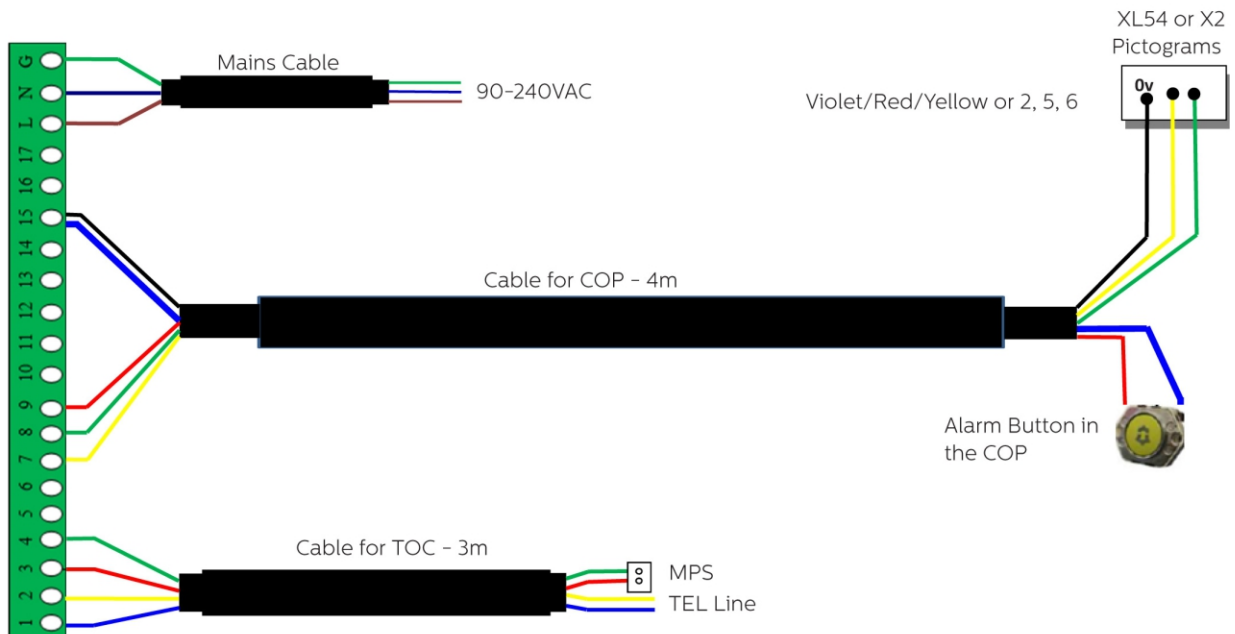 XL54 or X2
Pictograms
0v
Violet/Red/Yellow or 2, 5, 6
Mains Cable
90-240VAC
G
N
L
17
16
15
14
13
12
11
10
9
8
7
6
5
4
3
2
1
Cable for COP - 4m
Alarm Button in
the COP
Cable for TOC - 3m
MPS
TEL Line